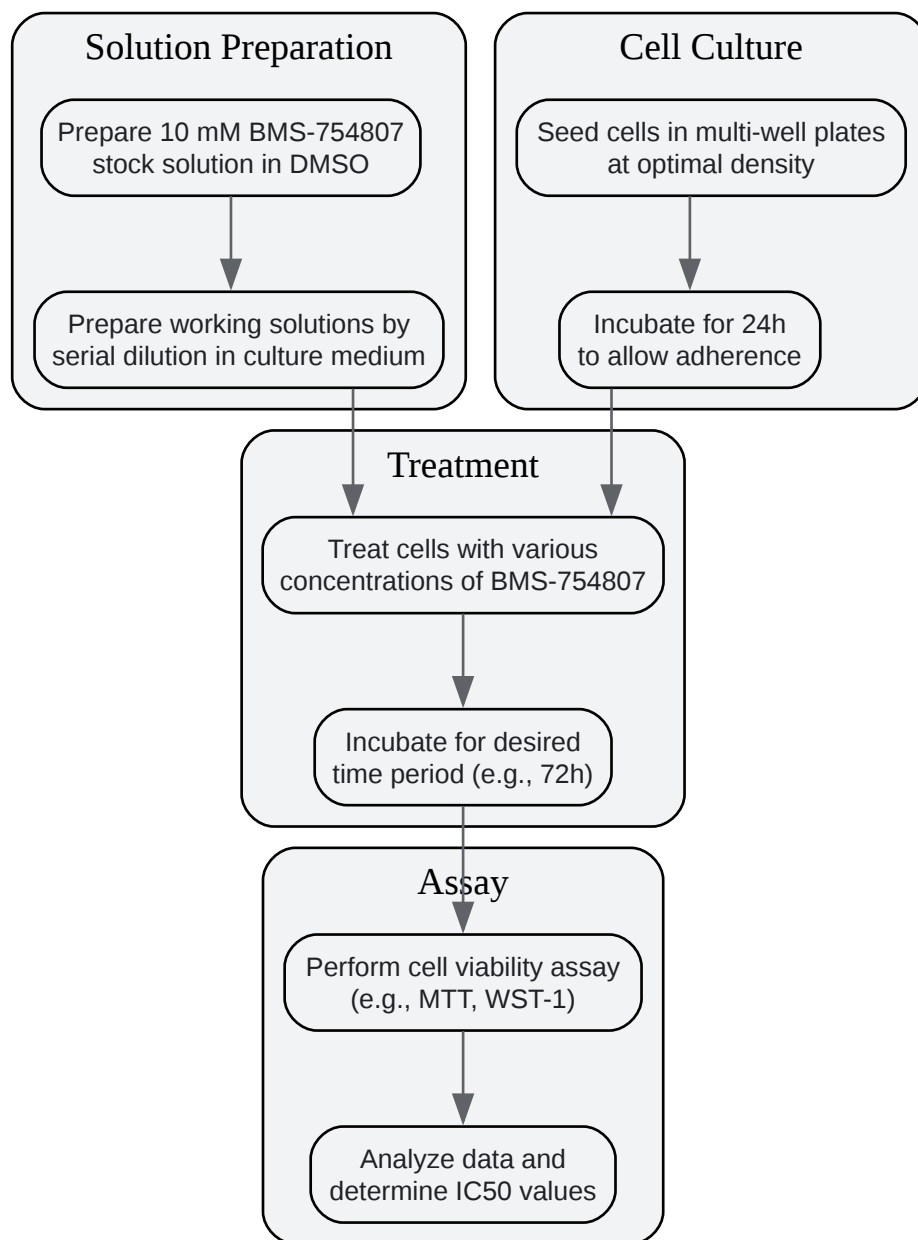 Solution Preparation
Prepare 10 mM BMS-754807
stock solution in DMSO
Prepare working solutions by
serial dilution in culture medium
Cell Culture
Seed cells in multi-well plates
at optimal density
Incubate for 24h
to allow adherence
Treatment
Treat cells with various
concentrations of BMS-754807
Incubate for desired
time period (e.g., 72h)
Assay
Perform cell viability assay
(e.g., MTT, WST-1)
Analyze data and
determine IC50 values